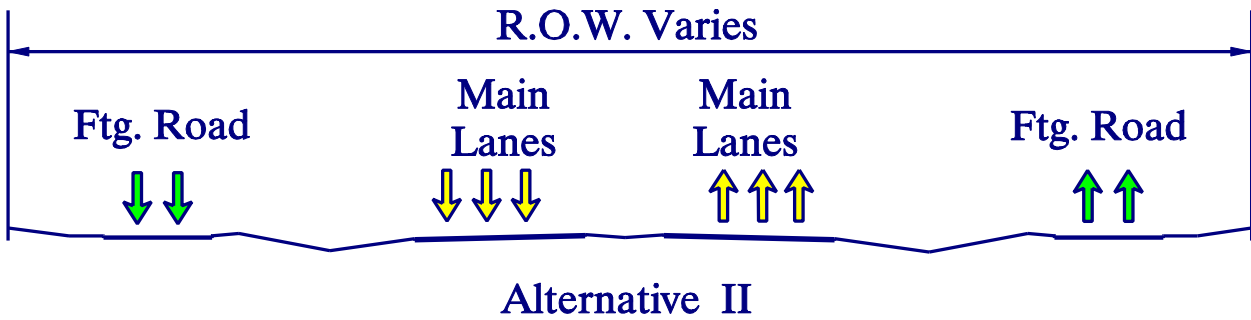 R.O.W. Varies
Ftg. Road
Main
Lanes
Main
Lanes
Ftg. Road
Alternative II